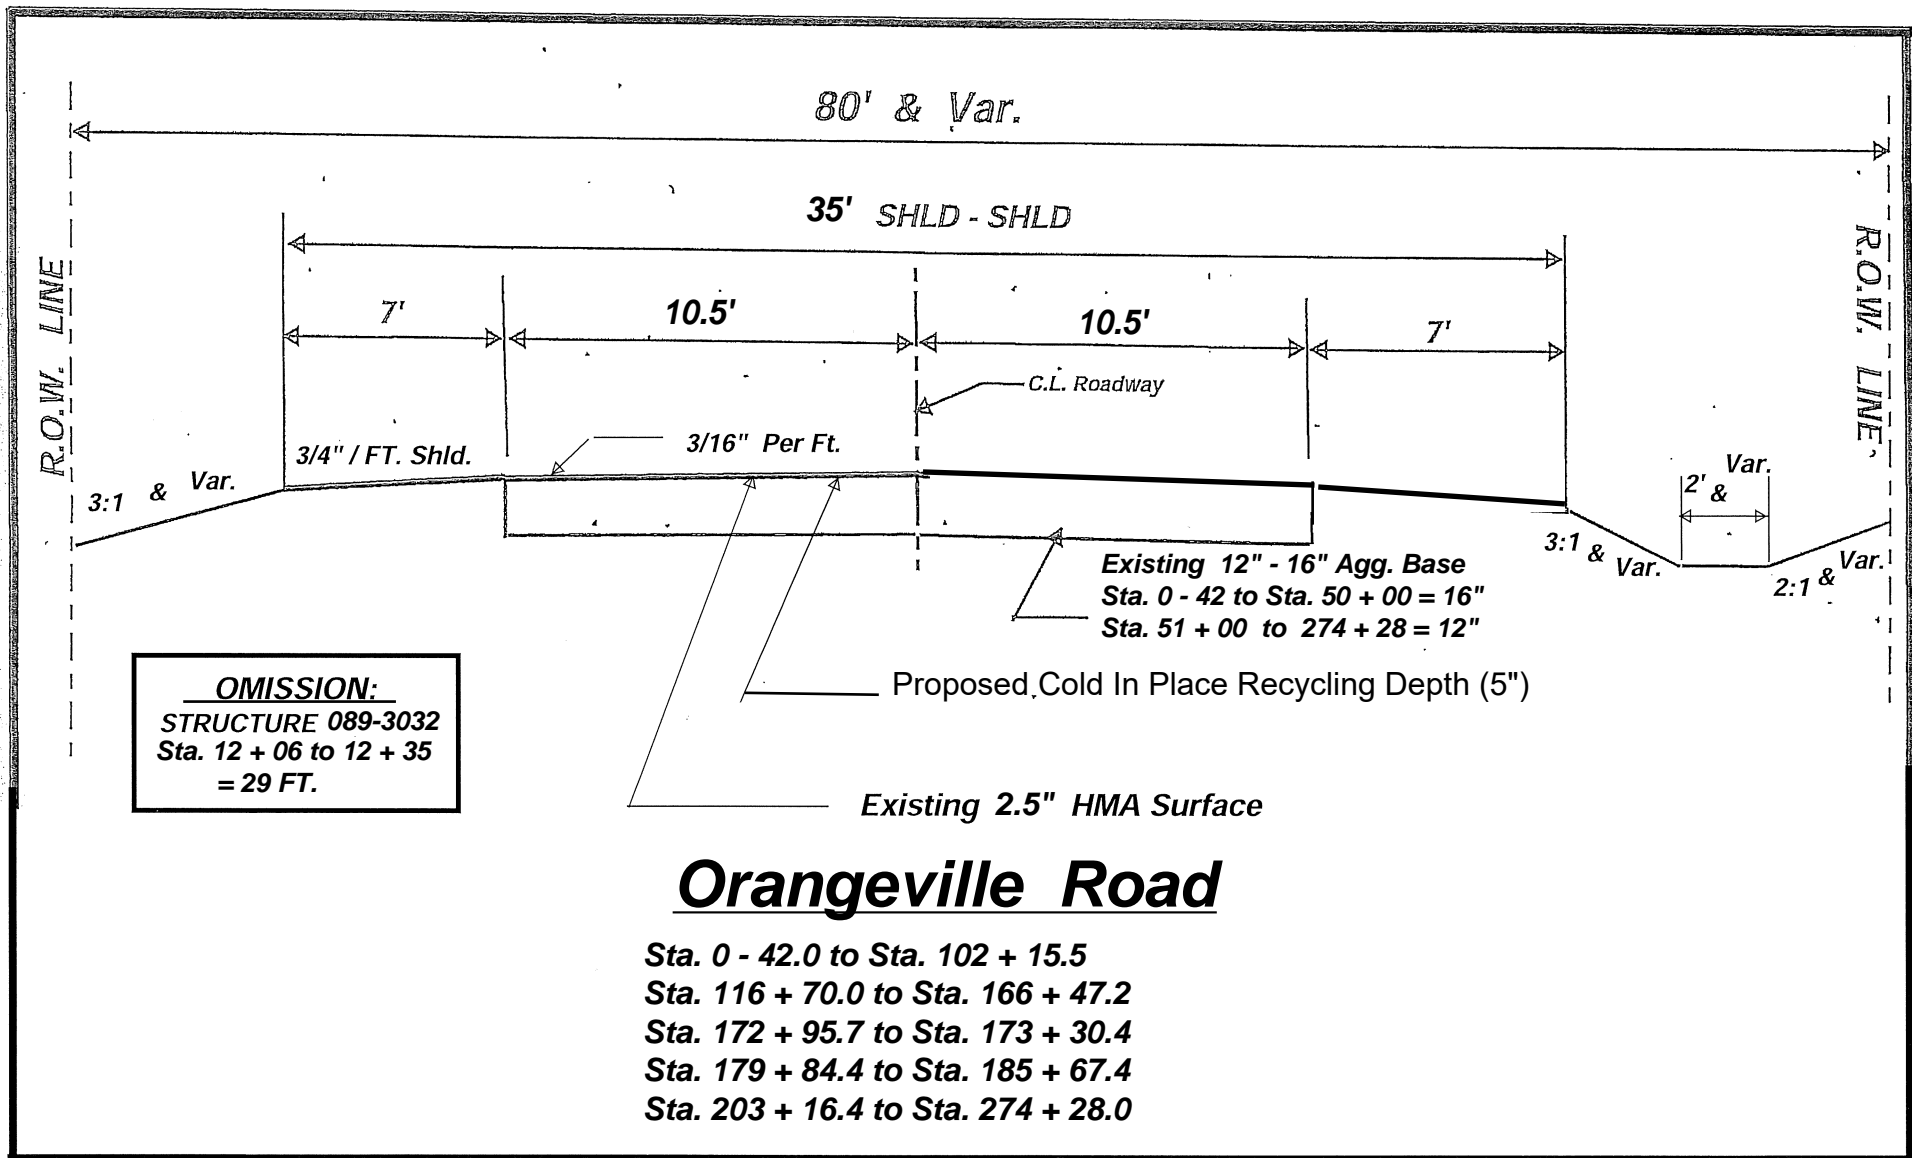 80' & Var.
35' SHLD - SHLD
7'
10.5'
10.5'
7'
R.O.W. LINE
R.O.W. LINE
C.L. Roadway
3/4" / FT. Shld.
3/16" Per Ft.
3:1 & Var.
Var.
2' &
3:1 & Var.
2:1 & Var.
Existing 12" - 16" Agg. Base
Sta. 0 - 42 to Sta. 50 + 00 = 16"
Sta. 51 + 00 to 274 + 28 = 12"
OMISSION:
STRUCTURE 089-3032
Sta. 12 + 06 to 12 + 35
= 29 FT.
Proposed Cold In Place Recycling Depth (5")
Existing 2.5" HMA Surface
Orangeville Road
Sta. 0 - 42.0 to Sta. 102 + 15.5
Sta. 116 + 70.0 to Sta. 166 + 47.2
Sta. 172 + 95.7 to Sta. 173 + 30.4
Sta. 179 + 84.4 to Sta. 185 + 67.4
Sta. 203 + 16.4 to Sta. 274 + 28.0